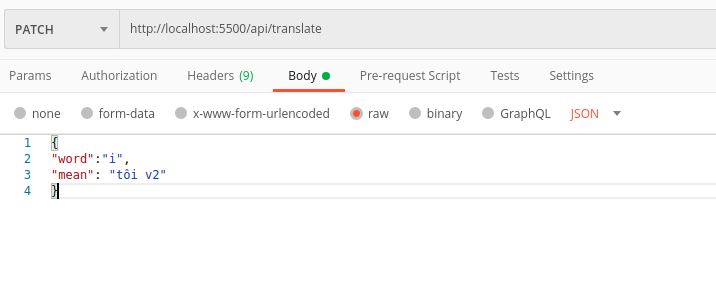 PATCH http://localhost:5500/api/translate
Params Authorization Headers (9) Body Pre-request Script Tests Settings
none form-data x-www-form-urlencoded raw binary GraphQL JSON
1 {
2 "word":"i",
3 "mean": "tôi v2"
4 }